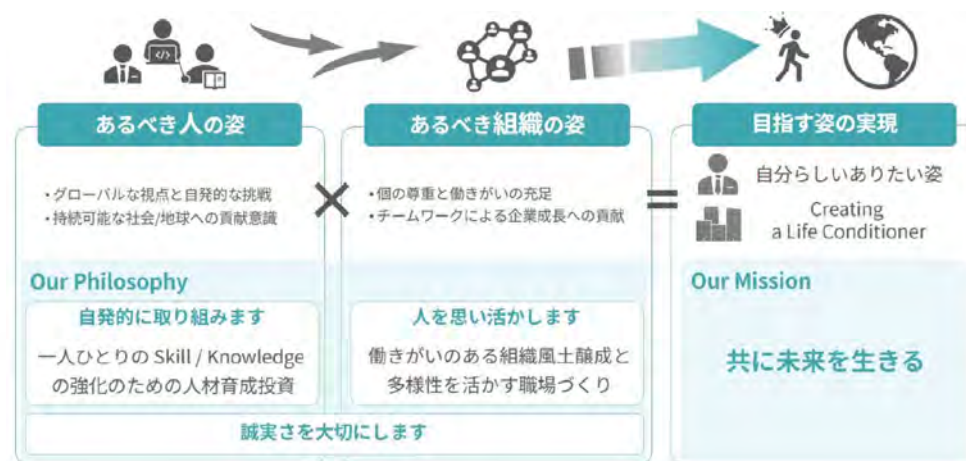 あるべき人の姿
・グローバルな視点と自発的な挑戦
・持続可能な社会/地球への貢献意識
×
あるべき組織の姿
・個の尊重と働きがいの充足
・チームワークによる企業成長への貢献
=
目指す姿の実現
自分らしいありたい姿
Creating
a Life Conditioner
Our Philosophy
自発的に取り組みます
一人ひとりの Skill / Knowledge
の強化のための人材育成投資
人を思い活かします
働きがいのある組織風土醸成と
多様性を活かす職場づくり
誠実さを大切にします
Our Mission
共に未来を生きる